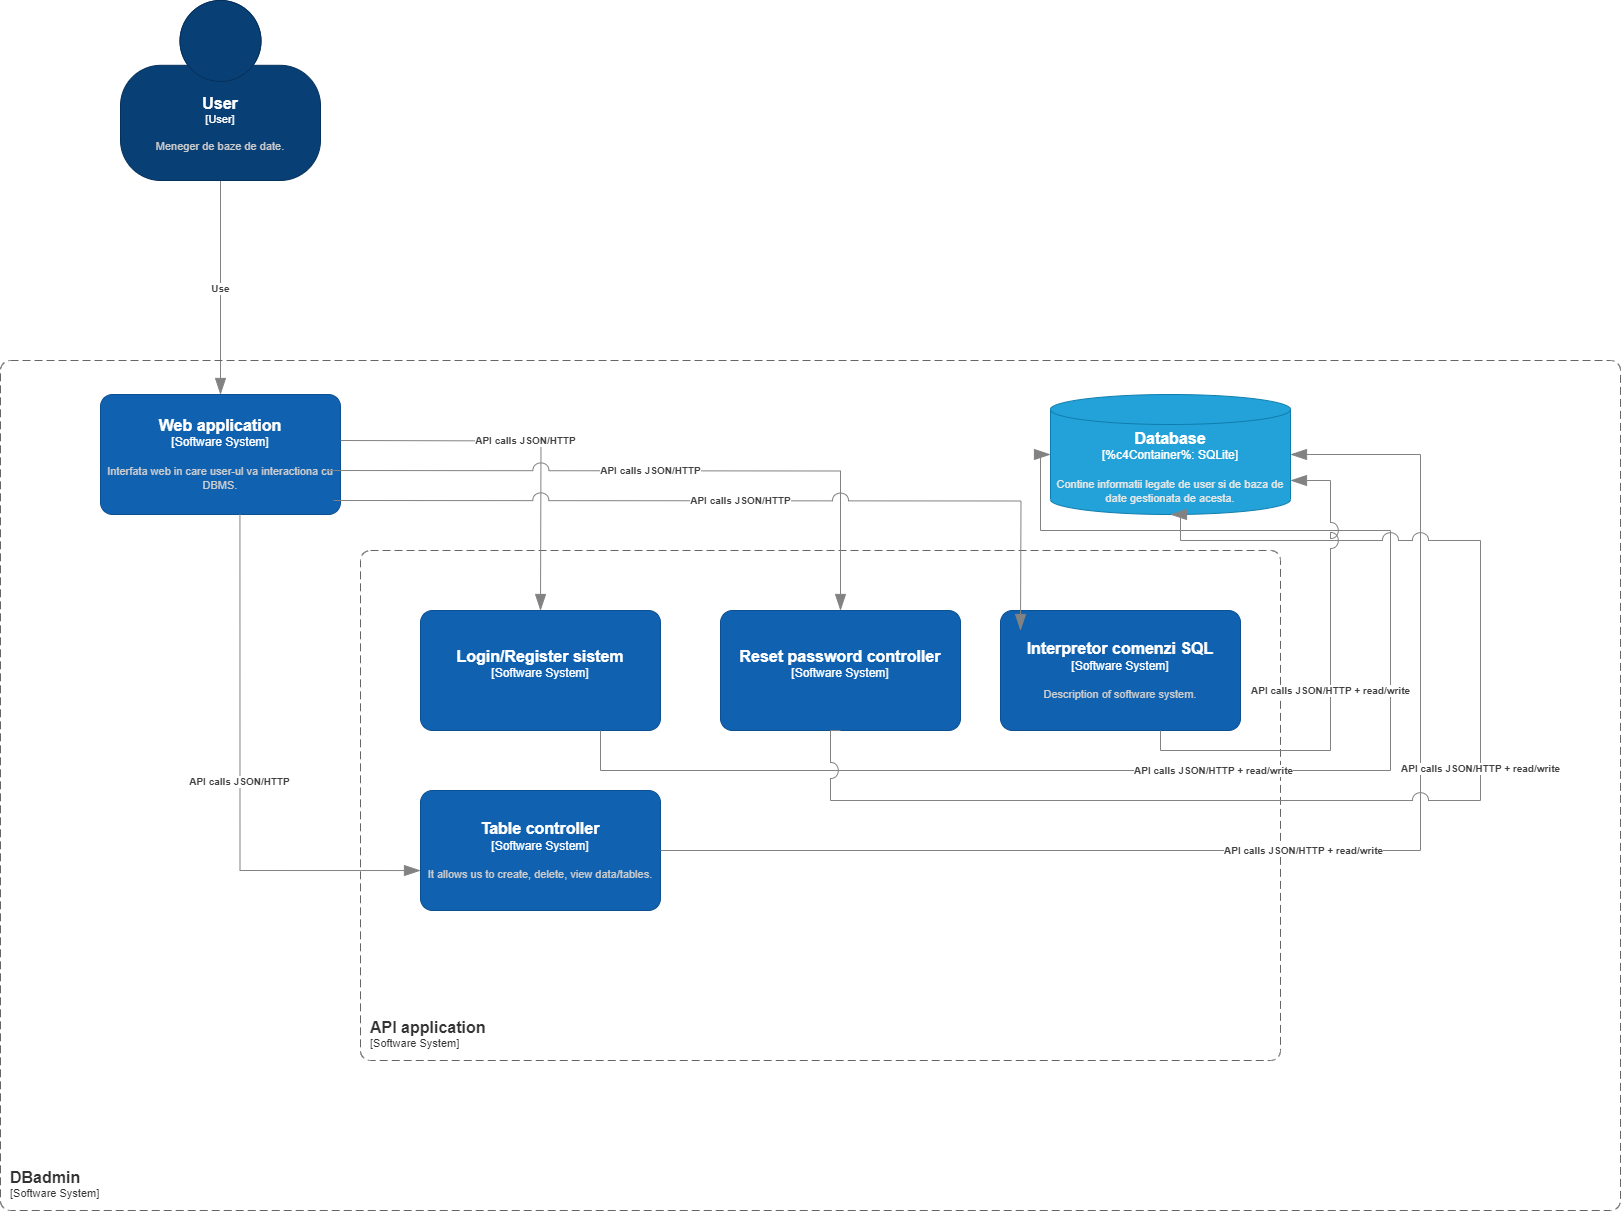 User
[User]
Meneger de baze de date.
Use
Web application
[Software System]
Interfata web in care user-ul va interactiona cu
DBMS.
API calls JSON/HTTP
API calls JSON/HTTP
API calls JSON/HTTP
Database
[%c4Container%: SQLite]
Contine informatii legate de user si de baza de
date gestionata de acesta.
Login/Register sistem
[Software System]
Reset password controller
[Software System]
Interpretor comenzi SQL
[Software System]
Description of software system.
API calls JSON/HTTP + read/write
API calls JSON/HTTP + read/write
API calls JSON/HTTP + read/write
API calls JSON/HTTP
Table controller
[Software System]
It allows us to create, delete, view data/tables.
API calls JSON/HTTP + read/write
API application
[Software System]
DBadmin
[Software System]